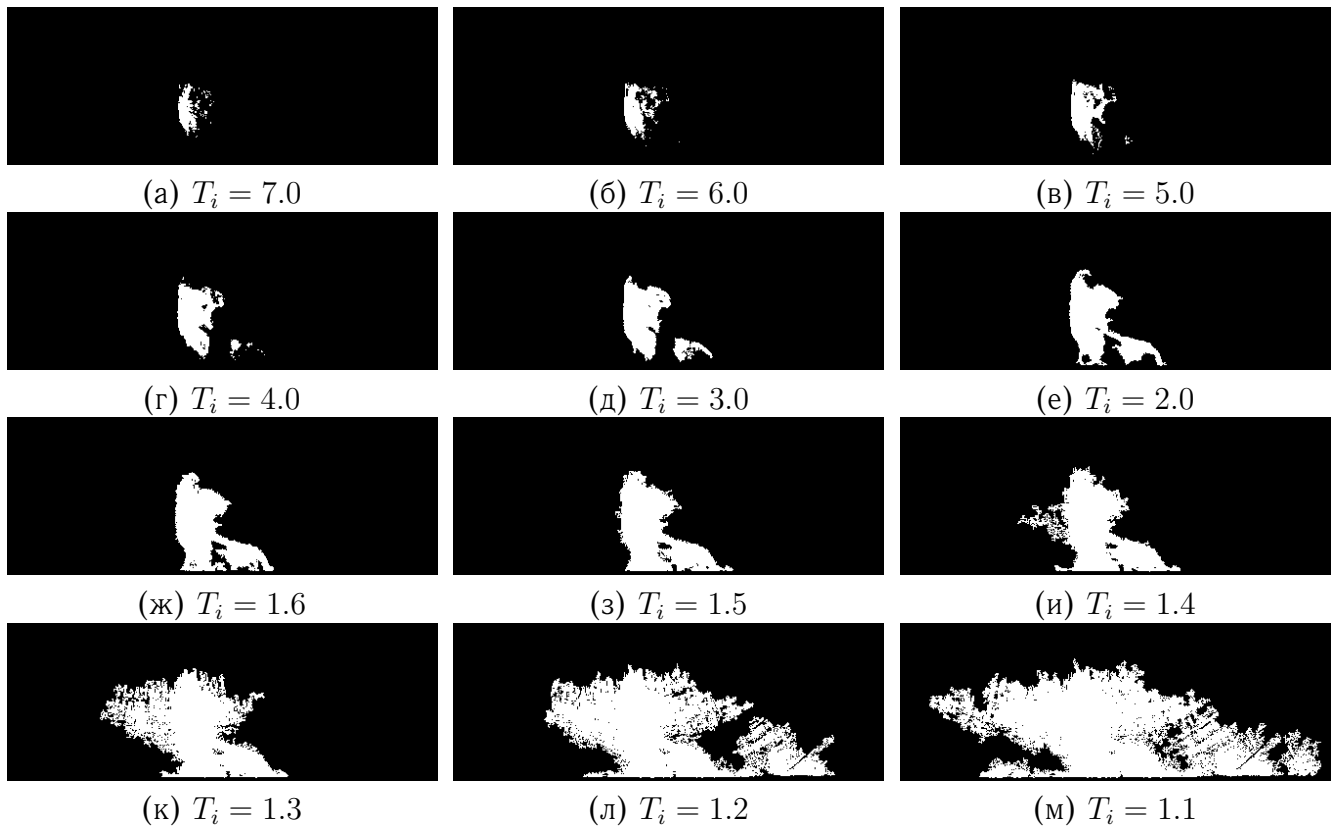 (а) T_i = 7.0
(б) T_i = 6.0
(в) T_i = 5.0
(г) T_i = 4.0
(д) T_i = 3.0
(е) T_i = 2.0
(ж) T_i = 1.6
(з) T_i = 1.5
(и) T_i = 1.4
(к) T_i = 1.3
(л) T_i = 1.2
(м) T_i = 1.1